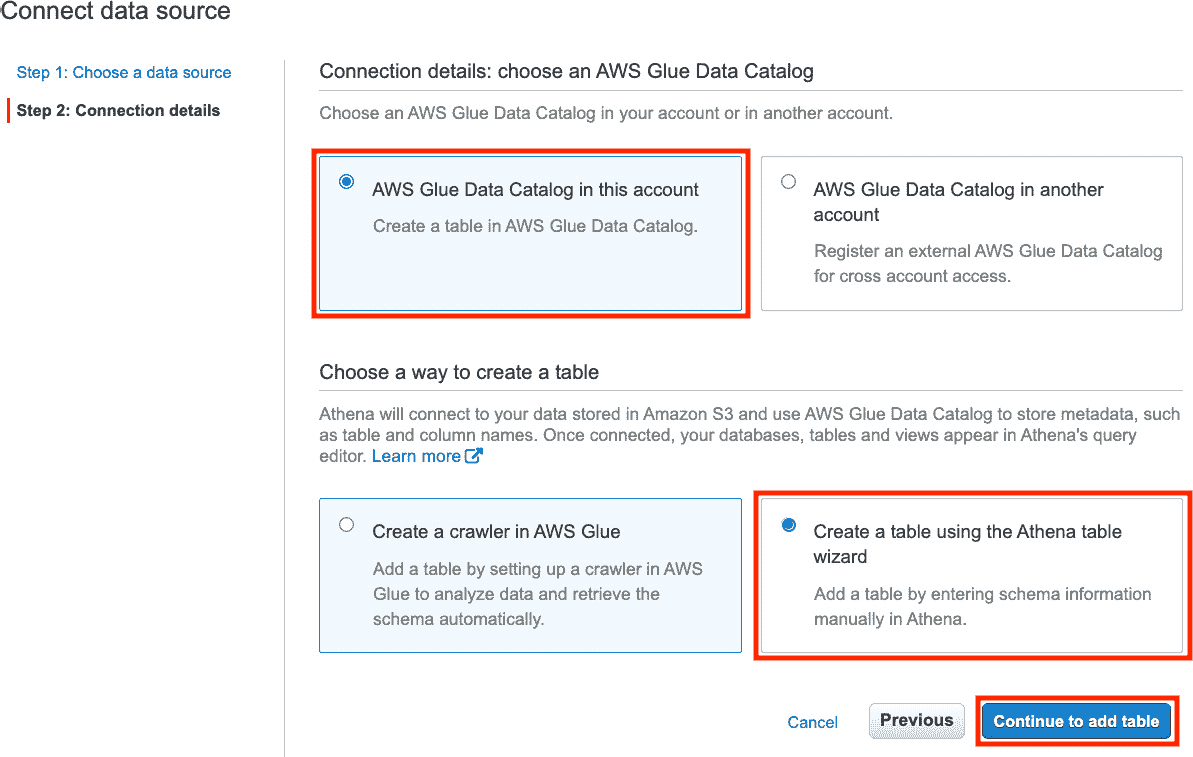 Connect data source
Step 1: Choose a data source
Step 2: Connection details
Connection details: choose an AWS Glue Data Catalog
Choose an AWS Glue Data Catalog in your account or in another account.
AWS Glue Data Catalog in this account
Create a table in AWS Glue Data Catalog.
AWS Glue Data Catalog in another
account
Register an external AWS Glue Data Catalog
for cross account access.
Choose a way to create a table
Athena will connect to your data stored in Amazon S3 and use AWS Glue Data Catalog to store metadata, such
as table and column names. Once connected, your databases, tables and views appear in Athena's query
editor. Learn more
Create a crawler in AWS Glue
Add a table by setting up a crawler in AWS
Glue to analyze data and retrieve the
schema automatically.
Create a table using the Athena table
wizard
Add a table by entering schema information
manually in Athena.
Cancel
Previous
Continue to add table